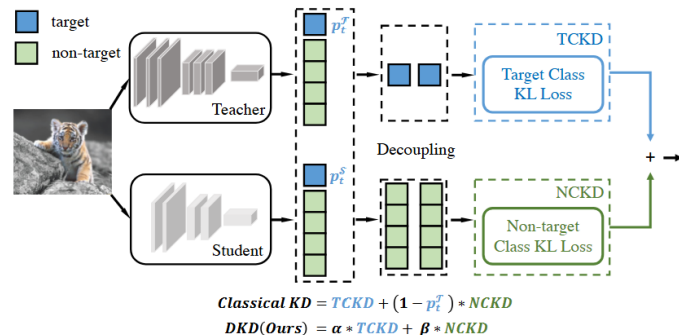 target
non-target
p_t^𝒯
TCKD
Target Class
KL Loss
Teacher
Decoupling
+
p_t^𝒮
NCKD
Non-target
Class KL Loss
Student
Classical KD = TCKD + (1 − p_t^𝒯) * NCKD
DKD(Ours) = α * TCKD + β * NCKD